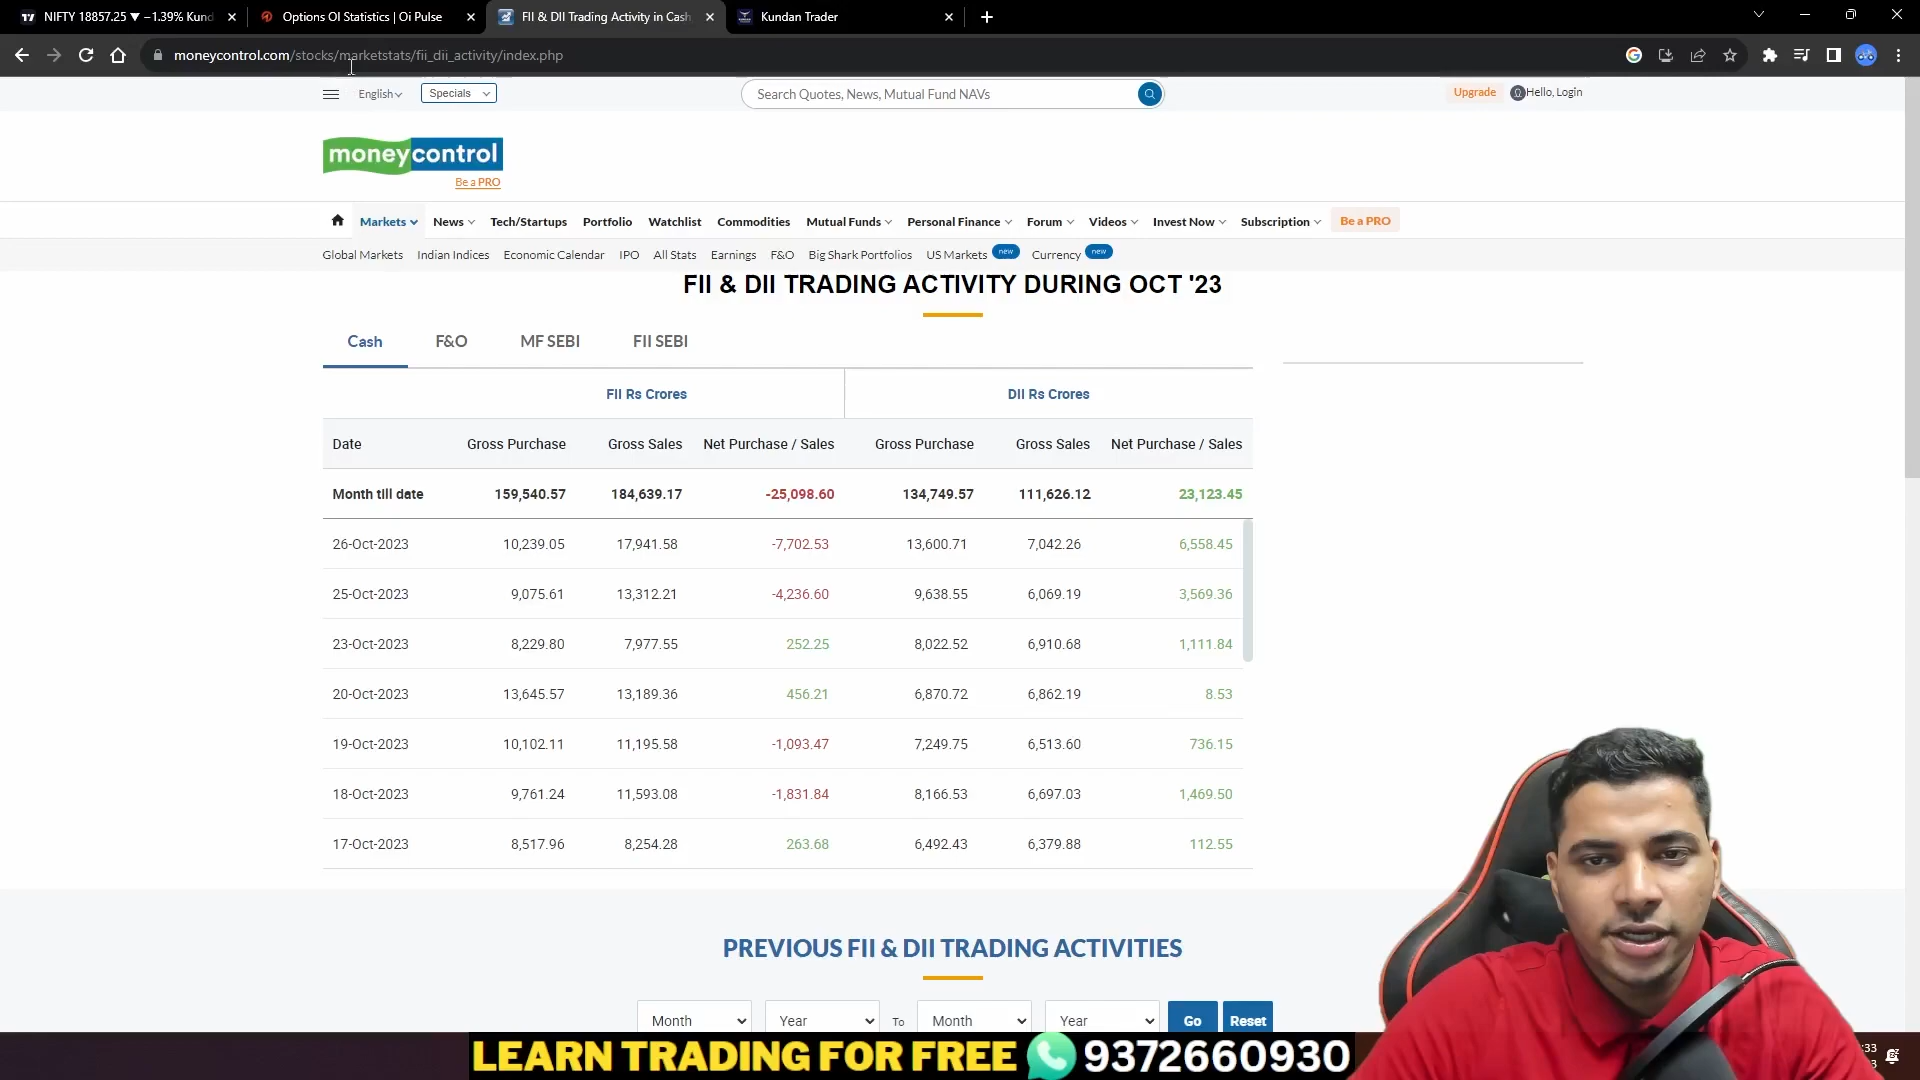 NIFTY 18857.25 ▼ −1.39% Kund
Options OI Statistics | Oi Pulse
FII & DII Trading Activity in Cash
Kundan Trader
moneycontrol.com/stocks/marketstats/fii_dii_activity/index.php
English
Specials
Search Quotes, News, Mutual Fund NAVs
Upgrade
Hello, Login
moneycontrol
Be a PRO
Markets News Tech/Startups Portfolio Watchlist Commodities Mutual Funds Personal Finance Forum Videos Invest Now Subscription Be a PRO
Global Markets Indian Indices Economic Calendar IPO All Stats Earnings F&O Big Shark Portfolios US Markets new Currency new
FII & DII TRADING ACTIVITY DURING OCT '23
Cash F&O MF SEBI FII SEBI
FII Rs Crores DII Rs Crores
Date Gross Purchase Gross Sales Net Purchase / Sales Gross Purchase Gross Sales Net Purchase / Sales
Month till date 159,540.57 184,639.17 -25,098.60 134,749.57 111,626.12 23,123.45
26-Oct-2023 10,239.05 17,941.58 -7,702.53 13,600.71 7,042.26 6,558.45
25-Oct-2023 9,075.61 13,312.21 -4,236.60 9,638.55 6,069.19 3,569.36
23-Oct-2023 8,229.80 7,977.55 252.25 8,022.52 6,910.68 1,111.84
20-Oct-2023 13,645.57 13,189.36 456.21 6,870.72 6,862.19 8.53
19-Oct-2023 10,102.11 11,195.58 -1,093.47 7,249.75 6,513.60 736.15
18-Oct-2023 9,761.24 11,593.08 -1,831.84 8,166.53 6,697.03 1,469.50
17-Oct-2023 8,517.96 8,254.28 263.68 6,492.43 6,379.88 112.55
PREVIOUS FII & DII TRADING ACTIVITIES
Month Year To Month Year Go Reset
LEARN TRADING FOR FREE 9372660930
:33
3